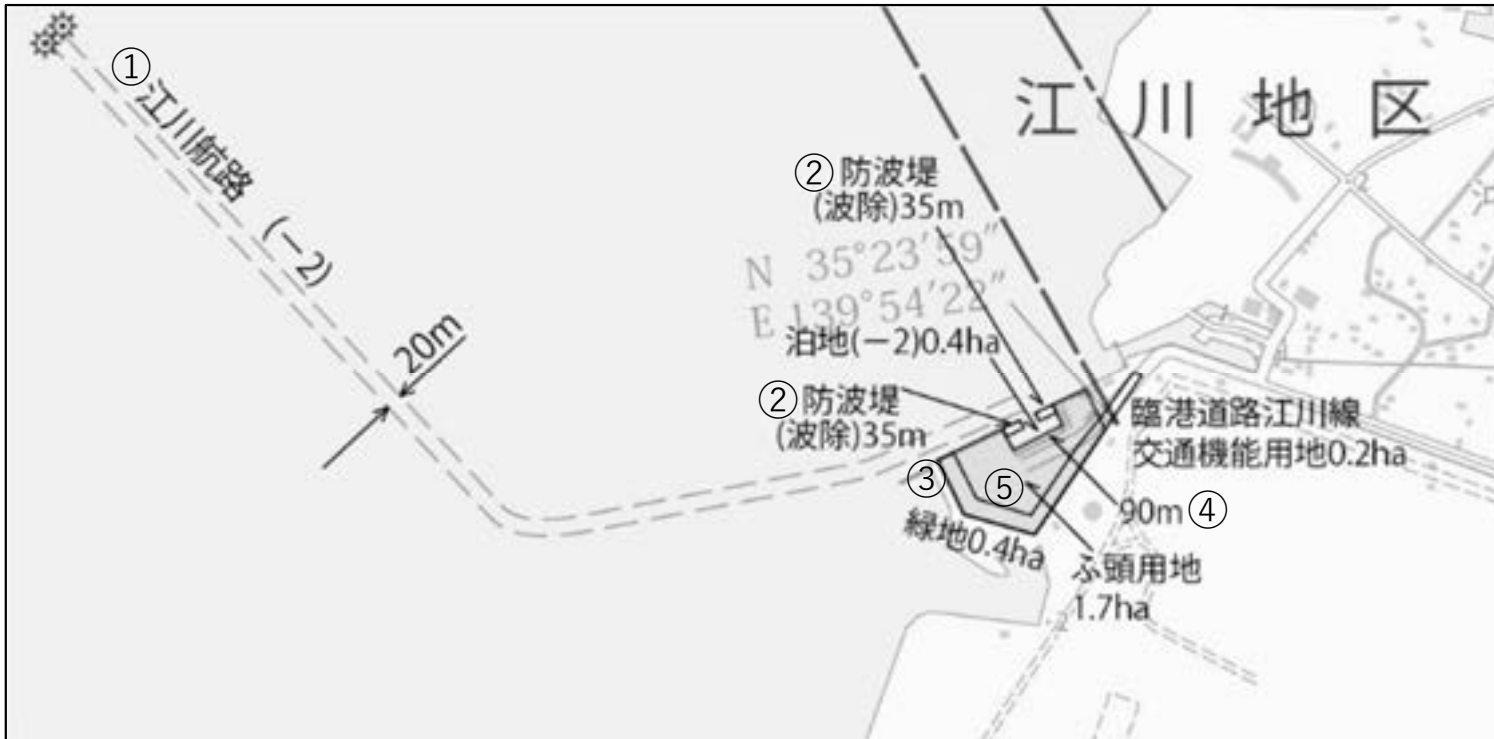 ①江川航路 (−2)
20m
江川地区
②防波堤
(波除)35m
N 35°23′59″
E 139°54′22″
泊地(−2)0.4ha
②防波堤
(波除)35m
臨港道路江川線
交通機能用地0.2ha
③
緑地0.4ha
⑤
90m④
ふ頭用地
1.7ha